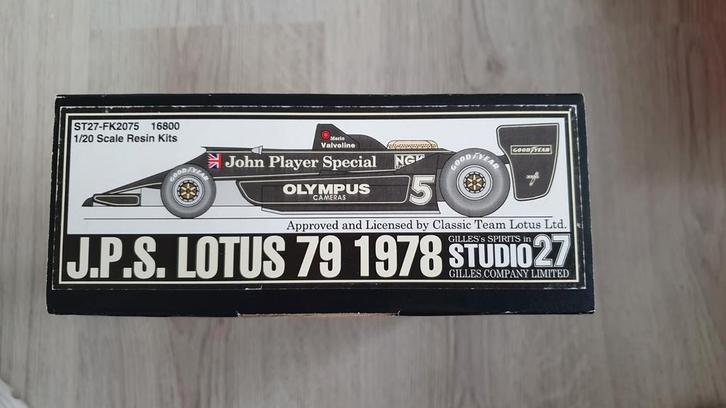 ST27-FK2075 16800
1/20 Scale Resin Kits
Valvoline
John Player Special
NGK
GOODYEAR
GOODYEAR
GOODYEAR
OLYMPUS
CAMERAS
5
Approved and Licensed by Classic Team Lotus Ltd.
J.P.S. LOTUS 79 1978
GILLES's SPIRITS in
STUDIO27
GILLES COMPANY LIMITED